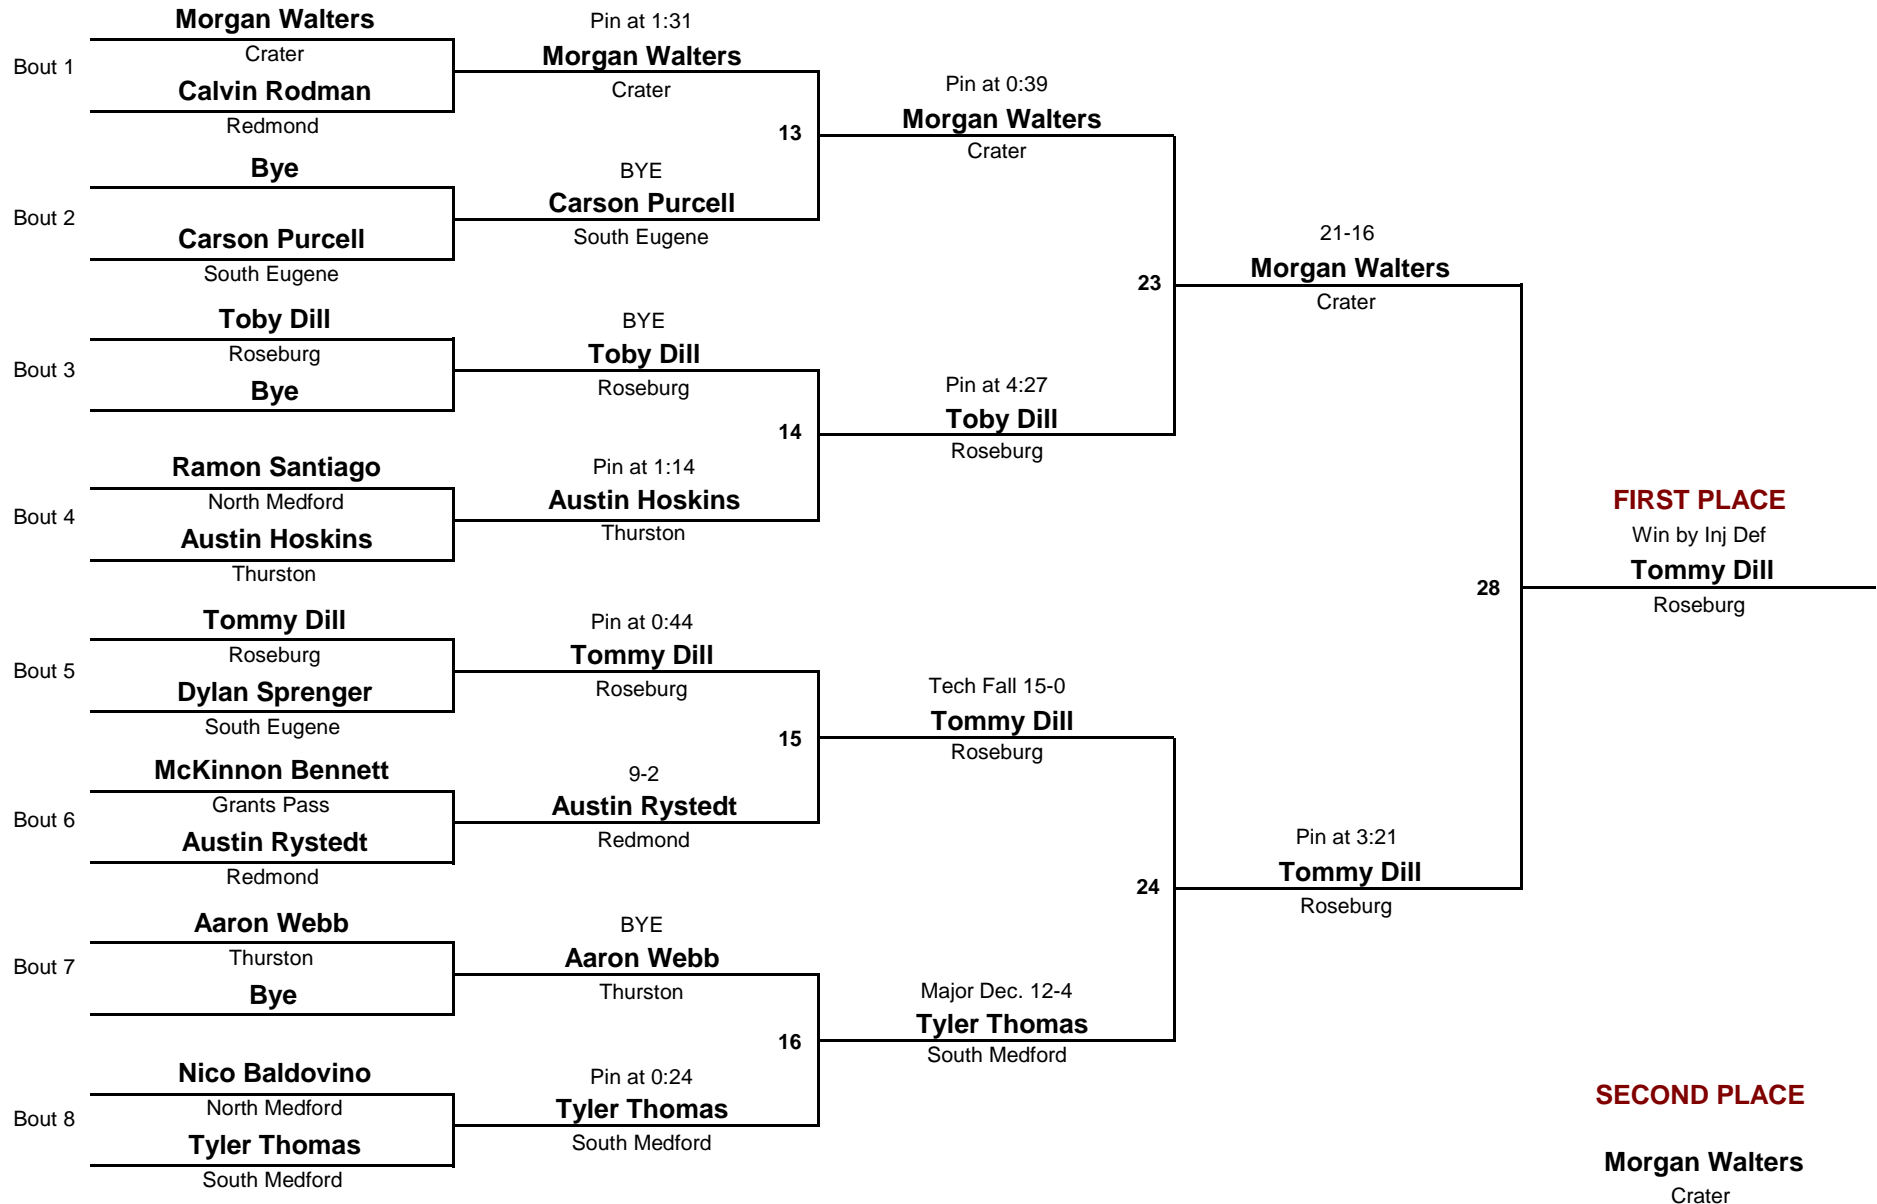 Morgan Walters
Bout 1
Crater
Calvin Rodman
Redmond
Bye
Bout 2
Carson Purcell
South Eugene
Toby Dill
Bout 3
Roseburg
Bye
Ramon Santiago
Bout 4
North Medford
Austin Hoskins
Thurston
Tommy Dill
Bout 5
Roseburg
Dylan Sprenger
South Eugene
McKinnon Bennett
Bout 6
Grants Pass
Austin Rystedt
Redmond
Aaron Webb
Bout 7
Thurston
Bye
Nico Baldovino
Bout 8
North Medford
Tyler Thomas
South Medford
Pin at 1:31
Morgan Walters
Crater
13
BYE
Carson Purcell
South Eugene
BYE
Toby Dill
Roseburg
14
Pin at 1:14
Austin Hoskins
Thurston
Pin at 0:44
Tommy Dill
Roseburg
15
9-2
Austin Rystedt
Redmond
BYE
Aaron Webb
Thurston
16
Pin at 0:24
Tyler Thomas
South Medford
Pin at 0:39
Morgan Walters
Crater
23
Pin at 4:27
Toby Dill
Roseburg
Tech Fall 15-0
Tommy Dill
Roseburg
24
Major Dec. 12-4
Tyler Thomas
South Medford
21-16
Morgan Walters
Crater
28
Pin at 3:21
Tommy Dill
Roseburg
FIRST PLACE
Win by Inj Def
Tommy Dill
Roseburg
SECOND PLACE
Morgan Walters
Crater